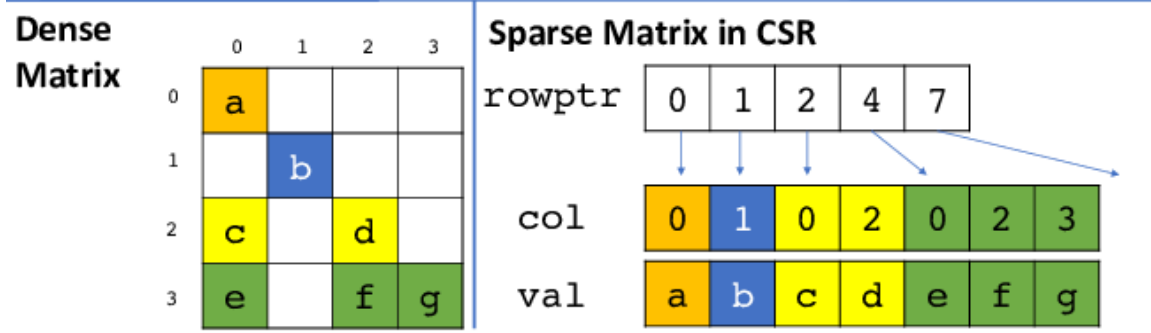 Dense
Matrix
0 1 2 3
0 a
1 b
2 c d
3 e f g
Sparse Matrix in CSR
rowptr 0 1 2 4 7
col 0 1 0 2 0 2 3
val a b c d e f g